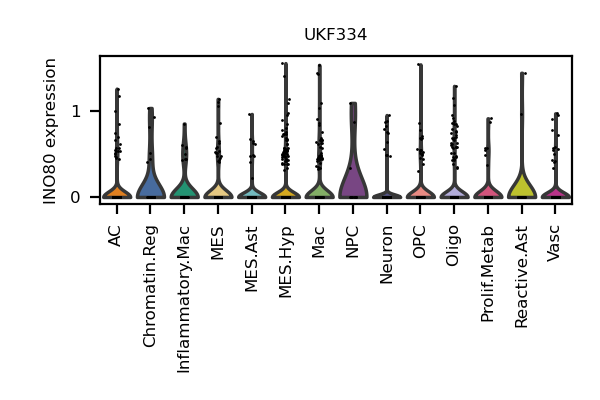 UKF334
INO80 expression
1
0
AC
Chromatin.Reg
Inflammatory.Mac
MES
MES.Ast
MES.Hyp
Mac
NPC
Neuron
OPC
Oligo
Prolif.Metab
Reactive.Ast
Vasc